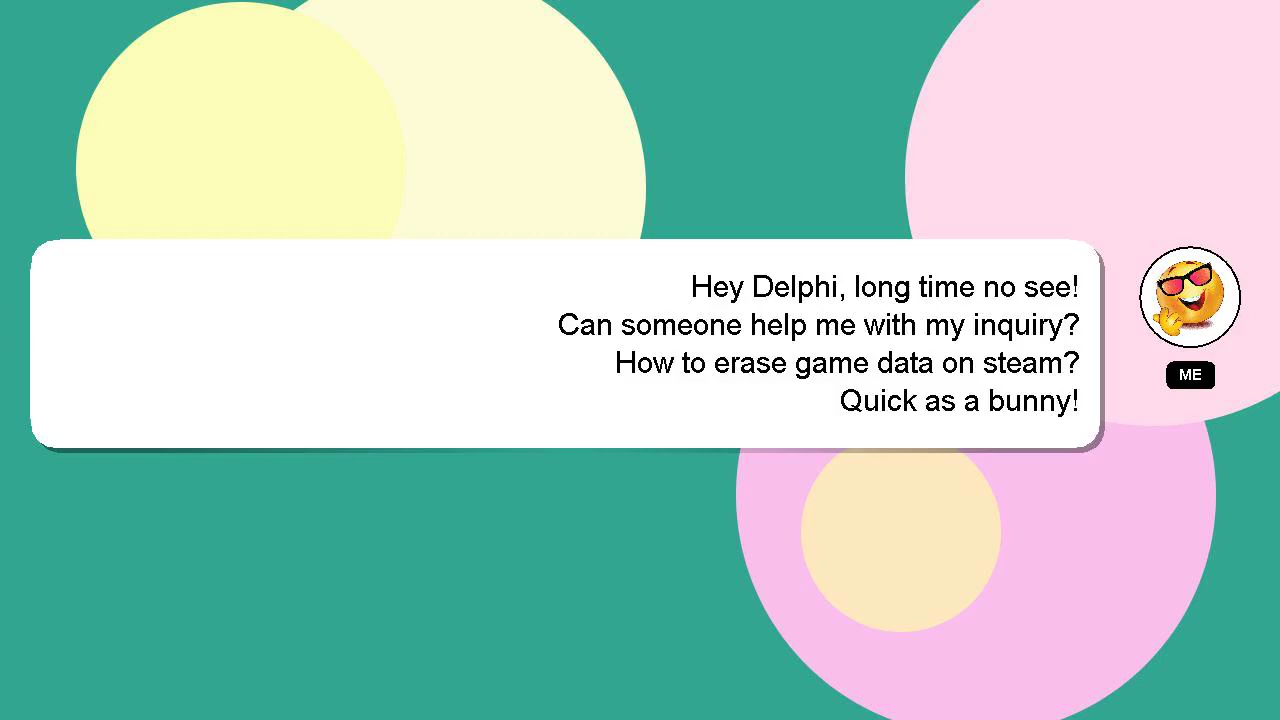 Hey Delphi, long time no see!
Can someone help me with my inquiry?
How to erase game data on steam?
Quick as a bunny!
ME